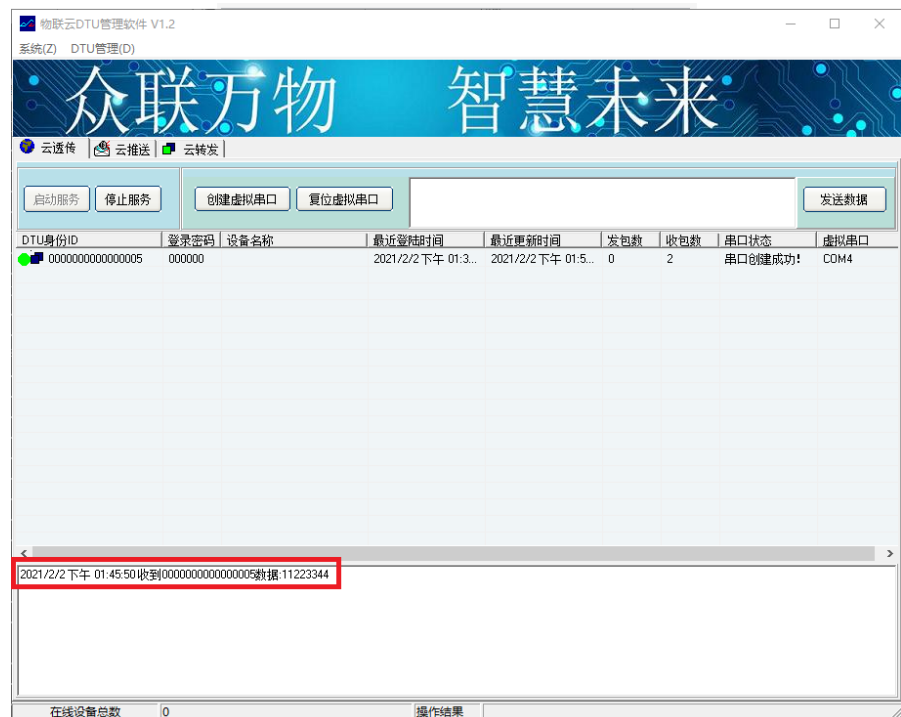 物联云DTU管理软件 V1.2
系统(Z) DTU管理(D)
众联万物 智慧未来
云透传 云推送 云转发
启动服务 停止服务 创建虚拟串口 复位虚拟串口 发送数据
DTU身份ID 登录密码 设备名称 最近登陆时间 最近更新时间 发包数 收包数 串口状态 虚拟串口
0000000000000005 000000 2021/2/2下午 01:3... 2021/2/2下午 01:5... 0 2 串口创建成功! COM4
2021/2/2下午 01:45:50收到0000000000000005数据:11223344
在线设备总数 0 操作结果